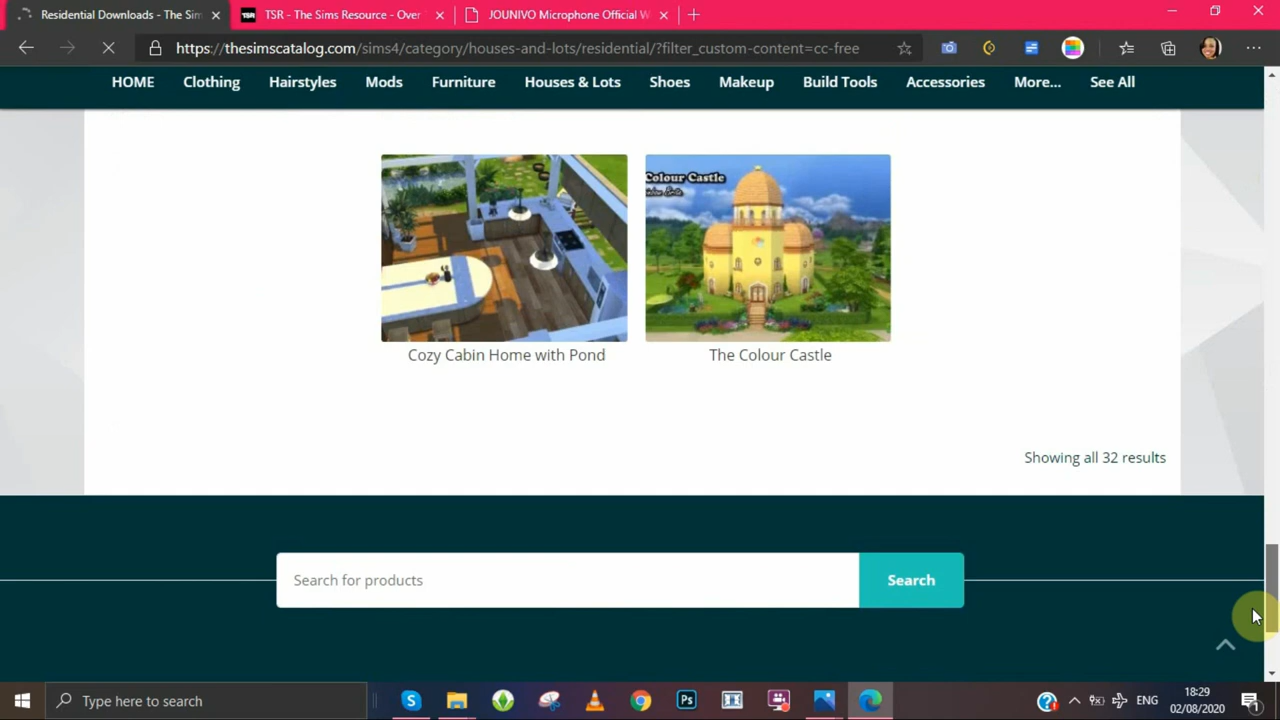 Residential Downloads - The Sim
TSR - The Sims Resource - Over
JOUNIVO Microphone Official W
https://thesimscatalog.com/sims4/category/houses-and-lots/residential/?filter_custom-content=cc-free
HOME Clothing Hairstyles Mods Furniture Houses & Lots Shoes Makeup Build Tools Accessories More... See All
Colour Castle
Cozy Cabin Home with Pond
The Colour Castle
Showing all 32 results
Search for products
Search
Type here to search
ENG
18:29
02/08/2020